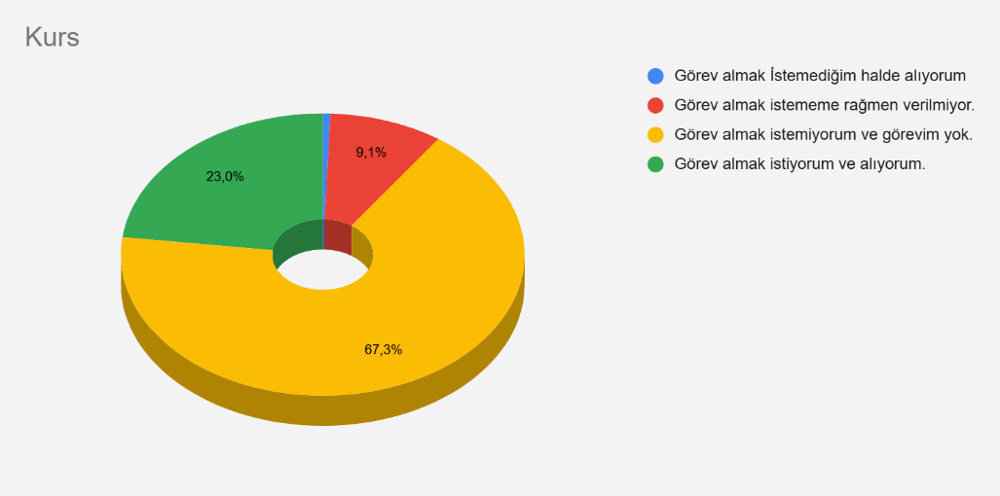 Kurs
Görev almak İstemediğim halde alıyorum
Görev almak istememe rağmen verilmiyor.
Görev almak istemiyorum ve görevim yok.
Görev almak istiyorum ve alıyorum.
9,1%
23,0%
67,3%